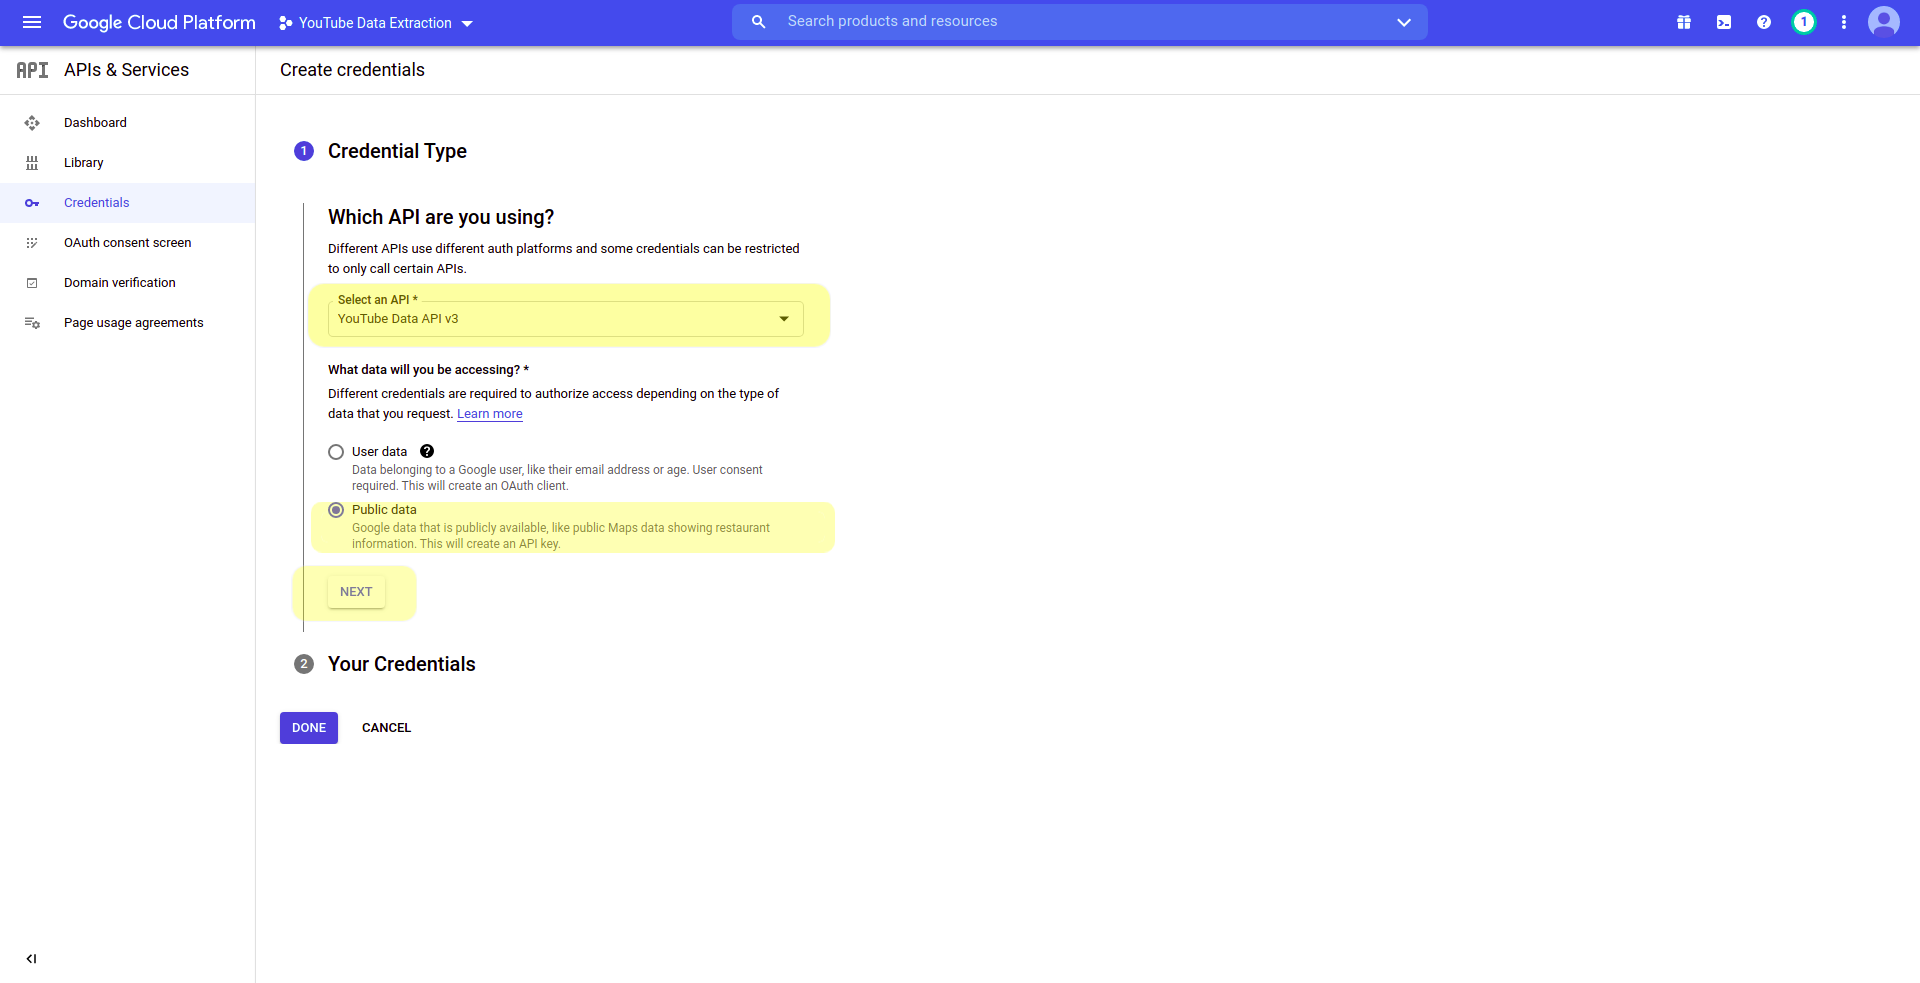 Google Cloud Platform
YouTube Data Extraction
Search products and resources
1
API
APIs & Services
Create credentials
Dashboard
Library
Credentials
OAuth consent screen
Domain verification
Page usage agreements
1
Credential Type
Which API are you using?
Different APIs use different auth platforms and some credentials can be restricted
to only call certain APIs.
Select an API *
YouTube Data API v3
What data will you be accessing? *
Different credentials are required to authorize access depending on the type of
data that you request. Learn more
User data
Data belonging to a Google user, like their email address or age. User consent
required. This will create an OAuth client.
Public data
Google data that is publicly available, like public Maps data showing restaurant
information. This will create an API key.
NEXT
2
Your Credentials
DONE
CANCEL